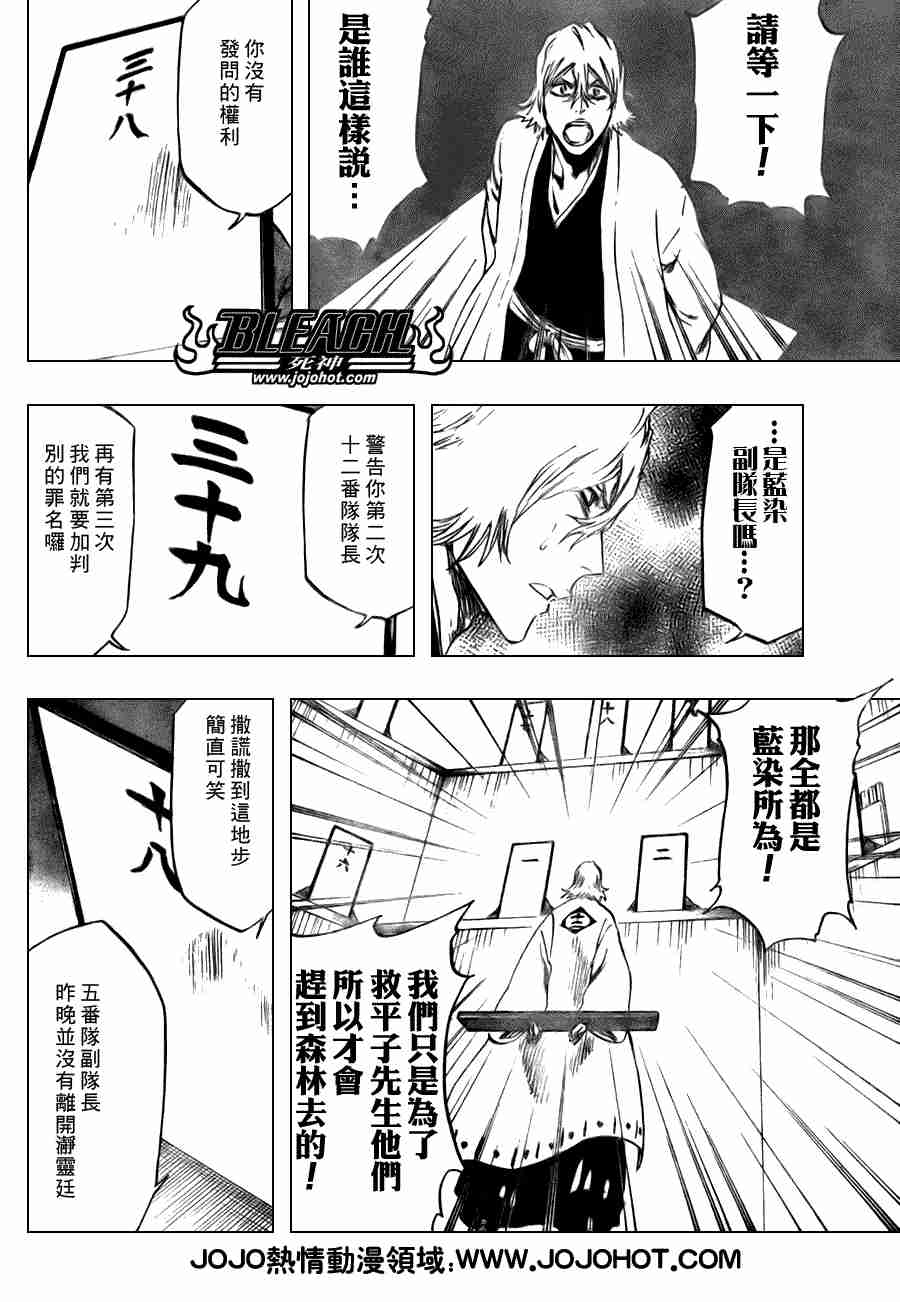 請等一下！
是誰這樣説…
你沒有
發問的權利
三十八
BLEACH
死神
www.jojohot.com
…是藍染
副隊長嗎…？
警告你第二次
十二番隊隊長
三十九
再有第三次
我們就要加判
別的罪名囉
那全都是
藍染所為！
十八
二
一
十六
我們只是為了
救平子先生他們
所以才會
趕到森林去的！
撒謊撒到這地步
簡直可笑
十八
五番隊副隊長
昨晚並沒有離開瀞靈廷
JOJO熱情動漫領域:WWW.JOJOHOT.COM